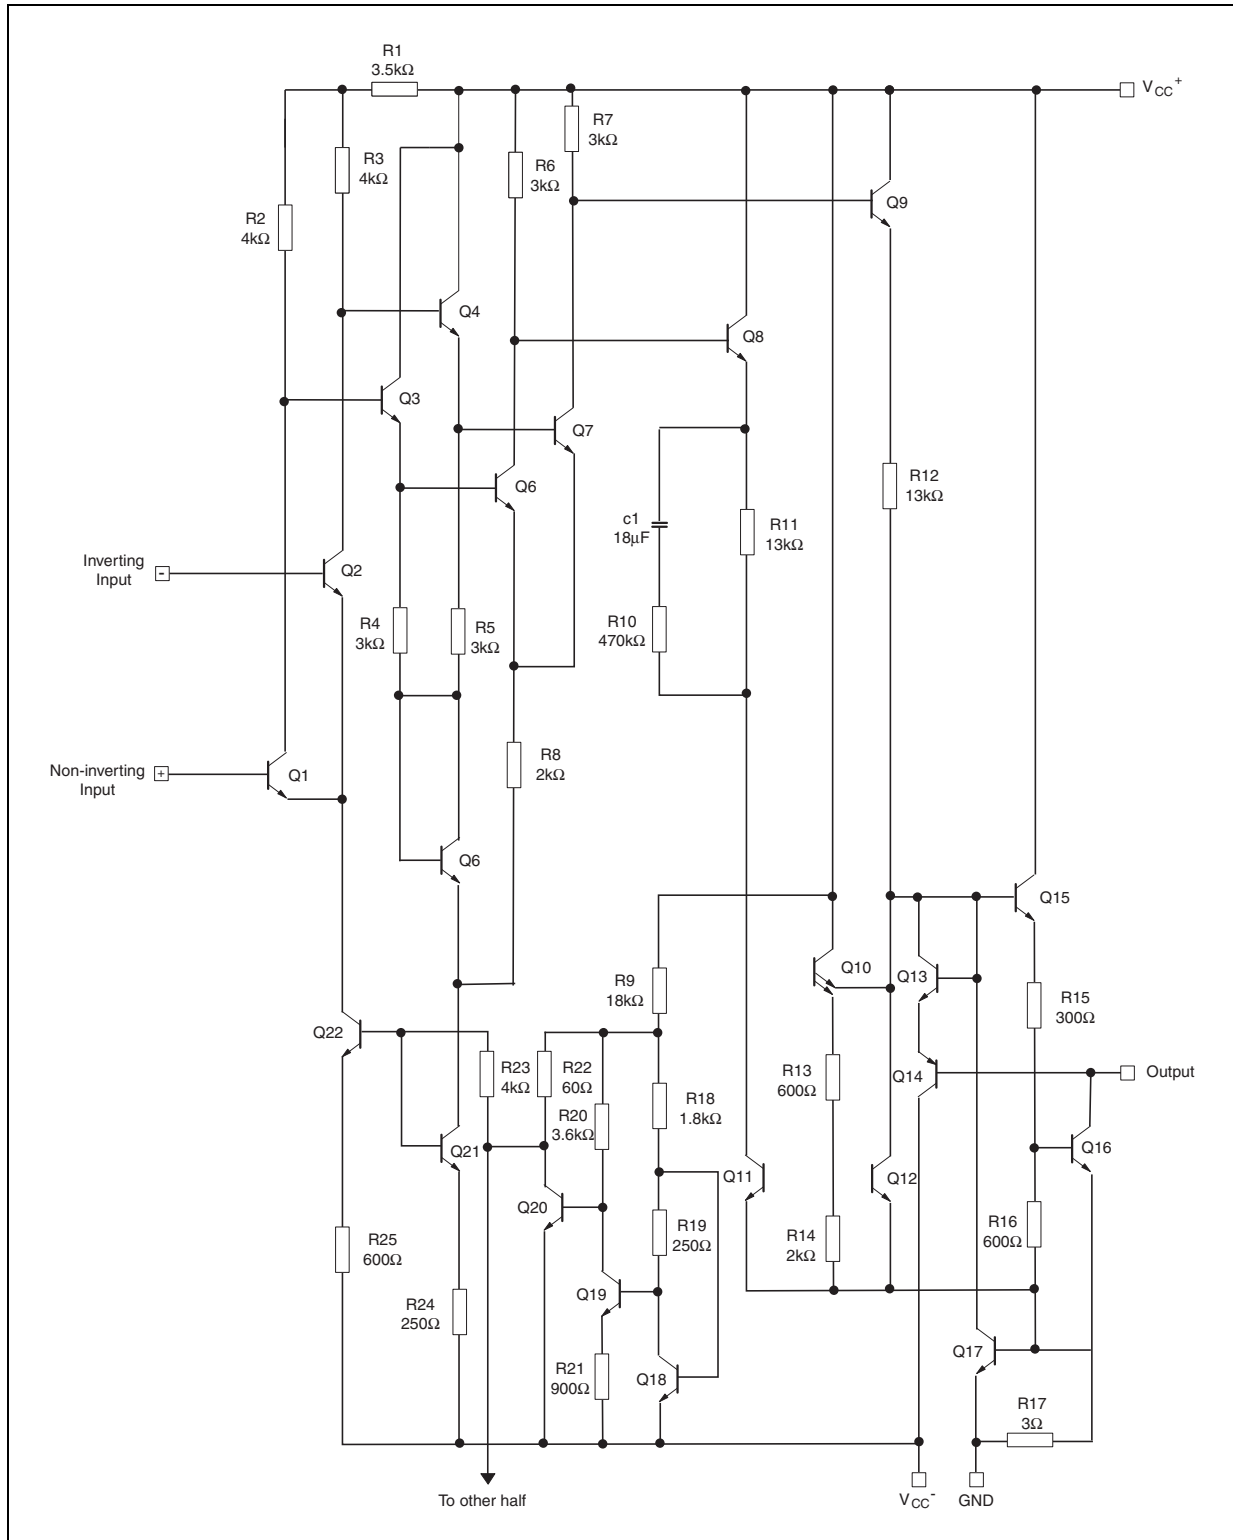 R1
3.5kΩ
VCC+
R7
3kΩ
R3
4kΩ
R6
3kΩ
Q9
R2
4kΩ
Q4
Q8
Q3
Q7
R12
13kΩ
Q6
c1
18µF
R11
13kΩ
Inverting
Input
-
Q2
R4
3kΩ
R5
3kΩ
R10
470kΩ
R8
2kΩ
Non-inverting
Input
+
Q1
Q6
Q15
Q10
Q13
R9
18kΩ
R15
300Ω
Q22
R23
4kΩ
R22
60Ω
R13
600Ω
Q14
Output
R18
1.8kΩ
R20
3.6kΩ
Q21
Q16
Q11
Q12
Q20
R19
250Ω
R14
2kΩ
R16
600Ω
R25
600Ω
Q19
R24
250Ω
Q17
R21
900Ω
Q18
R17
3Ω
To other half
VCC-
GND